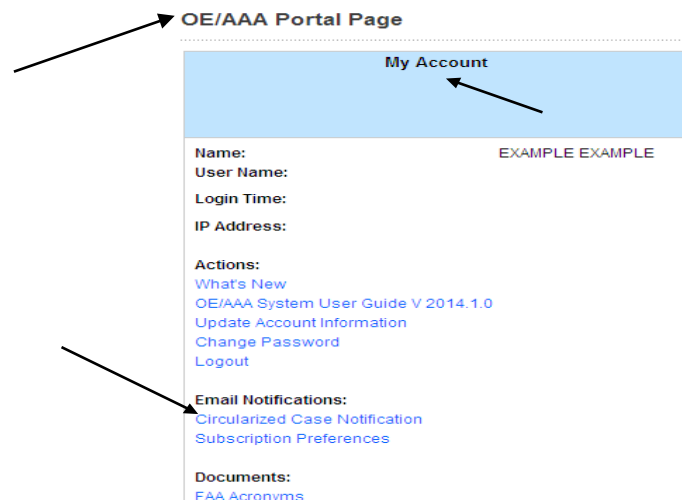 OE/AAA Portal Page
My Account
Name: EXAMPLE EXAMPLE
User Name:
Login Time:
IP Address:
Actions:
What's New
OE/AAA System User Guide V 2014.1.0
Update Account Information
Change Password
Logout
Email Notifications:
Circularized Case Notification
Subscription Preferences
Documents:
FAA Acronyms